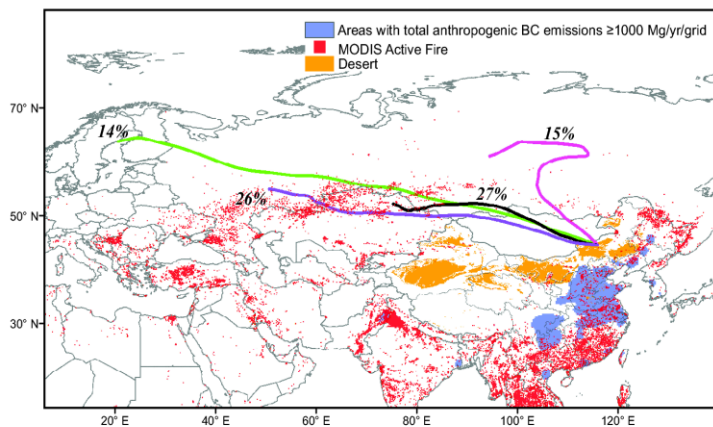 Areas with total anthropogenic BC emissions ≥1000 Mg/yr/grid
MODIS Active Fire
Desert
70° N
14%
15%
26%
27%
50° N
30° N
20° E
40° E
60° E
80° E
100° E
120° E